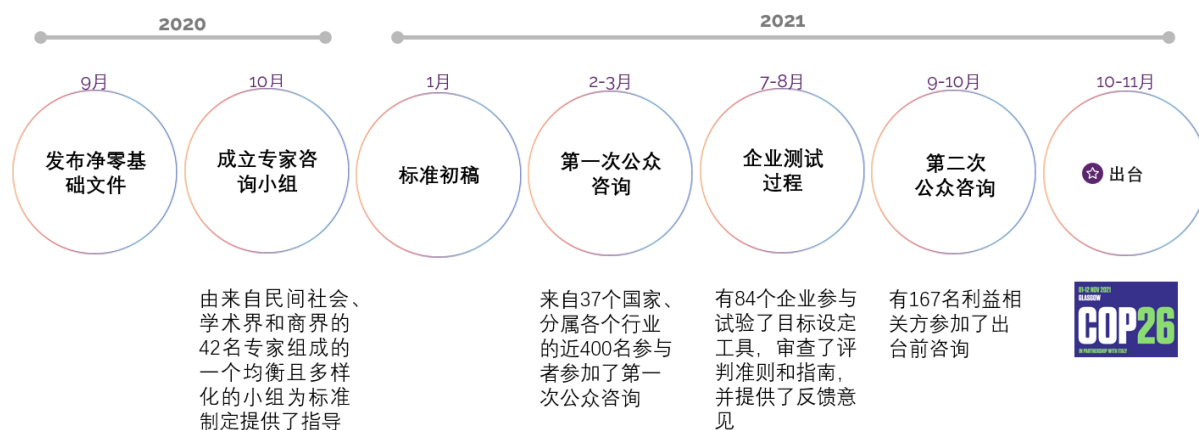 2020
2021
9月
10月
1月
2-3月
7-8月
9-10月
10-11月
发布净零基
础文件
成立专家咨
询小组
标准初稿
第一次公众
咨询
企业测试
过程
第二次
公众咨询
出台
由来自民间社会、
学术界和商界的
42名专家组成的
一个均衡且多样
化的小组为标准
制定提供了指导
来自37个国家、
分属各个行业
的近400名参与
者参加了第一
次公众咨询
有84个企业参与
试验了目标设定
工具，审查了评
判准则和指南，
并提供了反馈意
见
有167名利益相
关方参加了出
台前咨询
01-12 NOV 2021
GLASGOW
COP26
IN PARTNERSHIP WITH ITALY